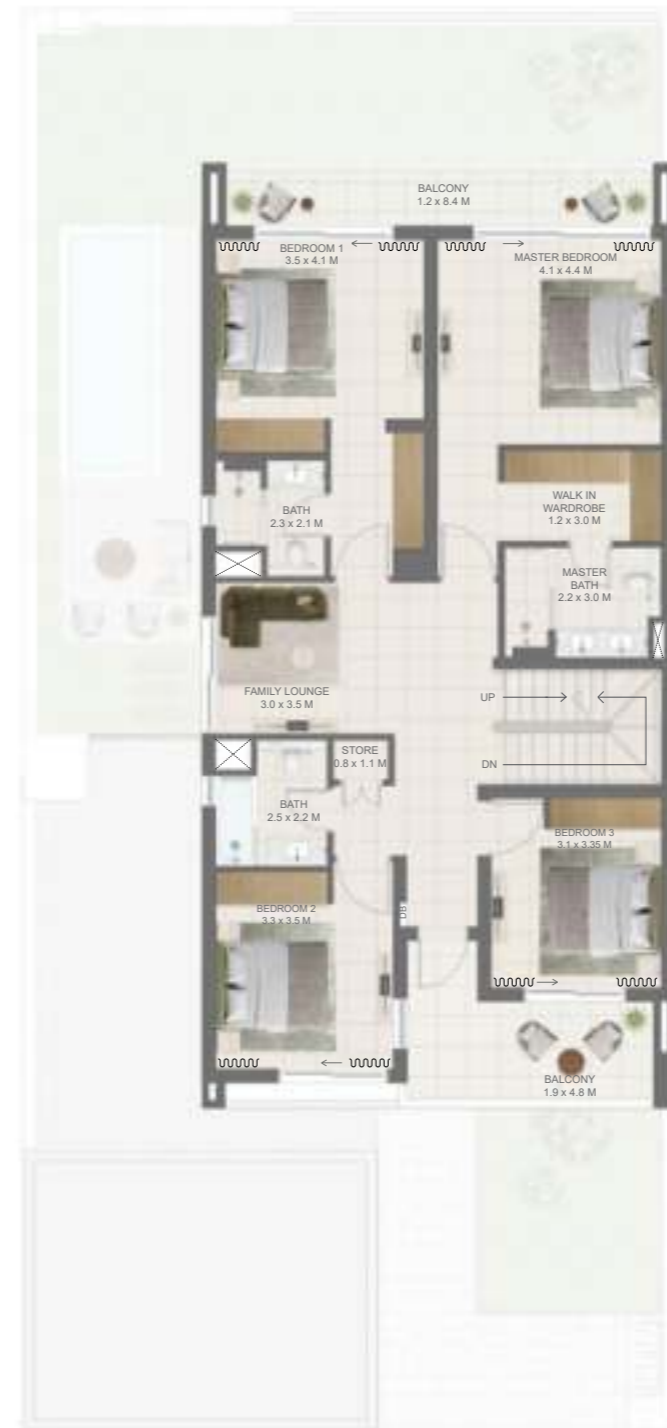 BALCONY
1.2 x 8.4 M
BEDROOM 1
3.5 x 4.1 M
MASTER BEDROOM
4.1 x 4.4 M
WALK IN
WARDROBE
1.2 x 3.0 M
BATH
2.3 x 2.1 M
MASTER
BATH
2.2 x 3.0 M
FAMILY LOUNGE
3.0 x 3.5 M
UP
STORE
0.8 x 1.1 M
DN
BATH
2.5 x 2.2 M
BEDROOM 3
3.1 x 3.35 M
BEDROOM 2
3.3 x 3.5 M
DB
BALCONY
1.9 x 4.8 M